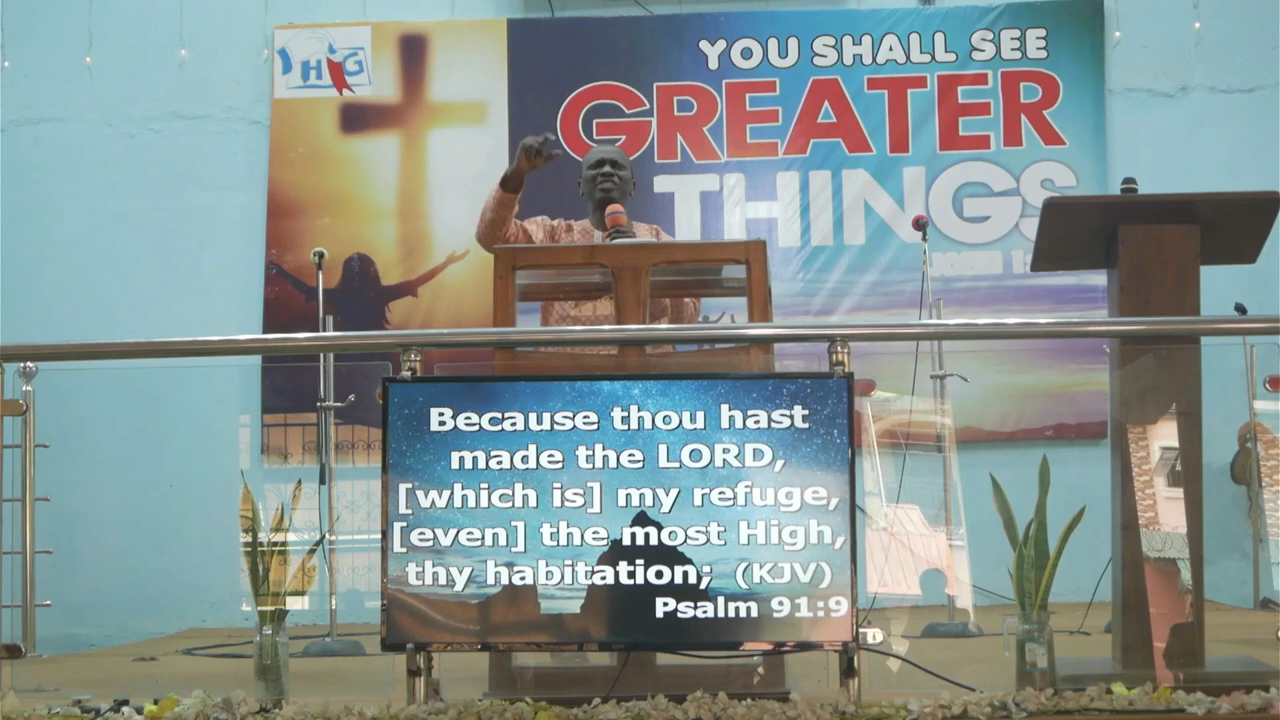 HG
YOU SHALL SEE
GREATER
THINGS
Because thou hast
made the LORD,
[which is] my refuge,
[even] the most High,
thy habitation; (KJV)
Psalm 91:9